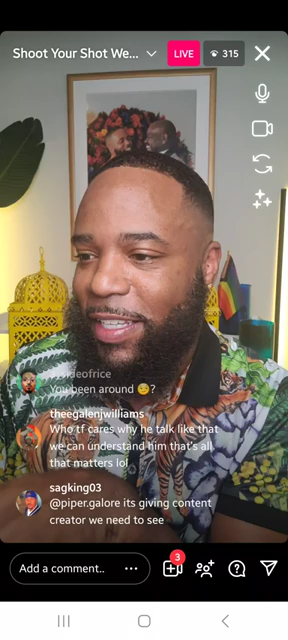 Shoot Your Shot We...
LIVE
315
sideofrice
You been around 😇?
theegalenjwilliams
Who tf cares why he talk like that
we can understand him that's all
that matters lol
sagking03
@piper.galore its giving content
creator we need to see
3
Add a comment..